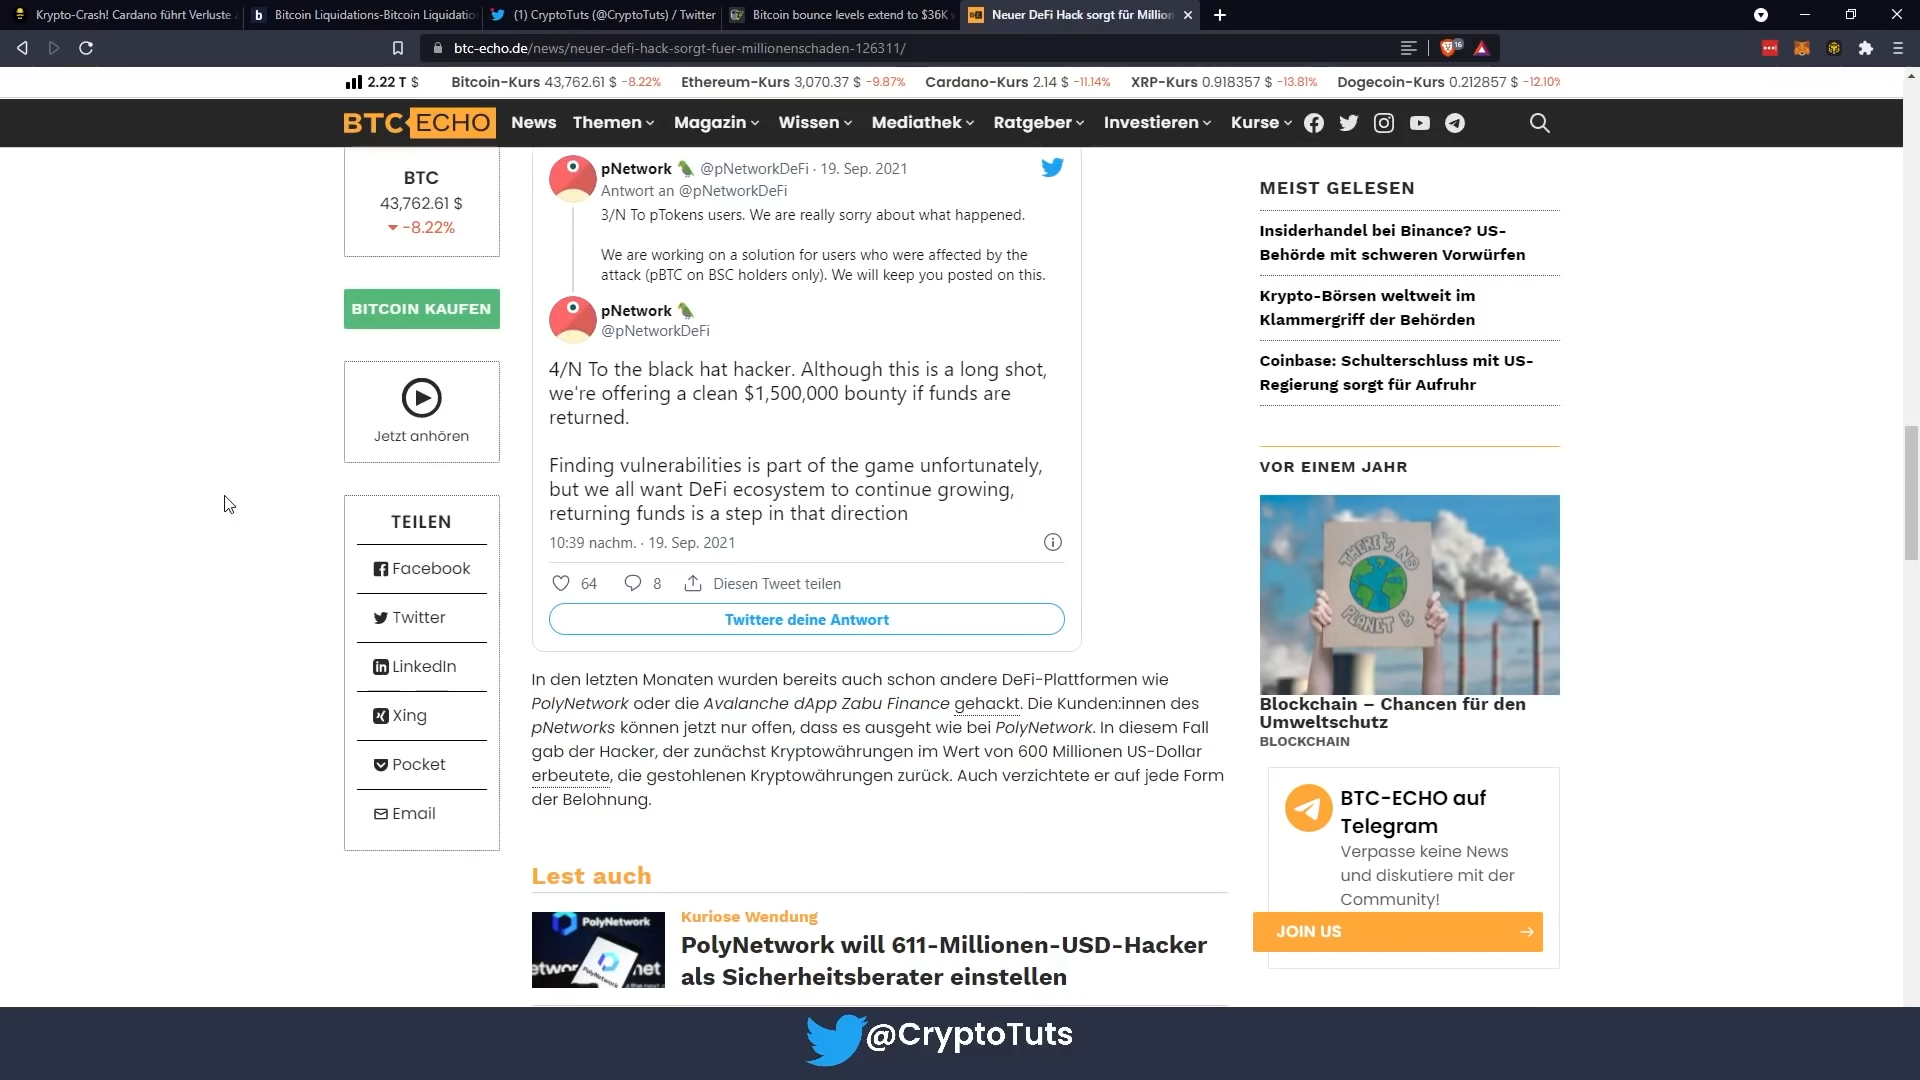 Krypto-Crash! Cardano führt Verluste
Bitcoin Liquidations-Bitcoin Liquidatio
(1) CryptoTuts (@CryptoTuts) / Twitter
Bitcoin bounce levels extend to $36K
Neuer DeFi Hack sorgt für Million
btc-echo.de/news/neuer-defi-hack-sorgt-fuer-millionenschaden-126311/
2.22 T $
Bitcoin-Kurs 43,762.61 $ -8.22%
Ethereum-Kurs 3,070.37 $ -9.87%
Cardano-Kurs 2.14 $ -11.14%
XRP-Kurs 0.918357 $ -13.81%
Dogecoin-Kurs 0.212857 $ -12.10%
BTC ECHO
News
Themen
Magazin
Wissen
Mediathek
Ratgeber
Investieren
Kurse
BTC
43,762.61 $
-8.22%
BITCOIN KAUFEN
Jetzt anhören
TEILEN
Facebook
Twitter
LinkedIn
Xing
Pocket
Email
pNetwork @pNetworkDeFi · 19. Sep. 2021
Antwort an @pNetworkDeFi
3/N To pTokens users. We are really sorry about what happened.
We are working on a solution for users who were affected by the
attack (pBTC on BSC holders only). We will keep you posted on this.
pNetwork
@pNetworkDeFi
4/N To the black hat hacker. Although this is a long shot,
we're offering a clean $1,500,000 bounty if funds are
returned.
Finding vulnerabilities is part of the game unfortunately,
but we all want DeFi ecosystem to continue growing,
returning funds is a step in that direction
10:39 nachm. · 19. Sep. 2021
64
8
Diesen Tweet teilen
Twittere deine Antwort
In den letzten Monaten wurden bereits auch schon andere DeFi-Plattformen wie
PolyNetwork oder die Avalanche dApp Zabu Finance gehackt. Die Kunden:innen des
pNetworks können jetzt nur offen, dass es ausgeht wie bei PolyNetwork. In diesem Fall
gab der Hacker, der zunächst Kryptowährungen im Wert von 600 Millionen US-Dollar
erbeutete, die gestohlenen Kryptowährungen zurück. Auch verzichtete er auf jede Form
der Belohnung.
Lest auch
PolyNetwork
Kuriose Wendung
PolyNetwork will 611-Millionen-USD-Hacker
als Sicherheitsberater einstellen
MEIST GELESEN
Insiderhandel bei Binance? US-
Behörde mit schweren Vorwürfen
Krypto-Börsen weltweit im
Klammergriff der Behörden
Coinbase: Schulterschluss mit US-
Regierung sorgt für Aufruhr
VOR EINEM JAHR
THERE'S NO
PLANET B
Blockchain – Chancen für den
Umweltschutz
BLOCKCHAIN
BTC-ECHO auf
Telegram
Verpasse keine News
und diskutiere mit der
Community!
JOIN US
@CryptoTuts